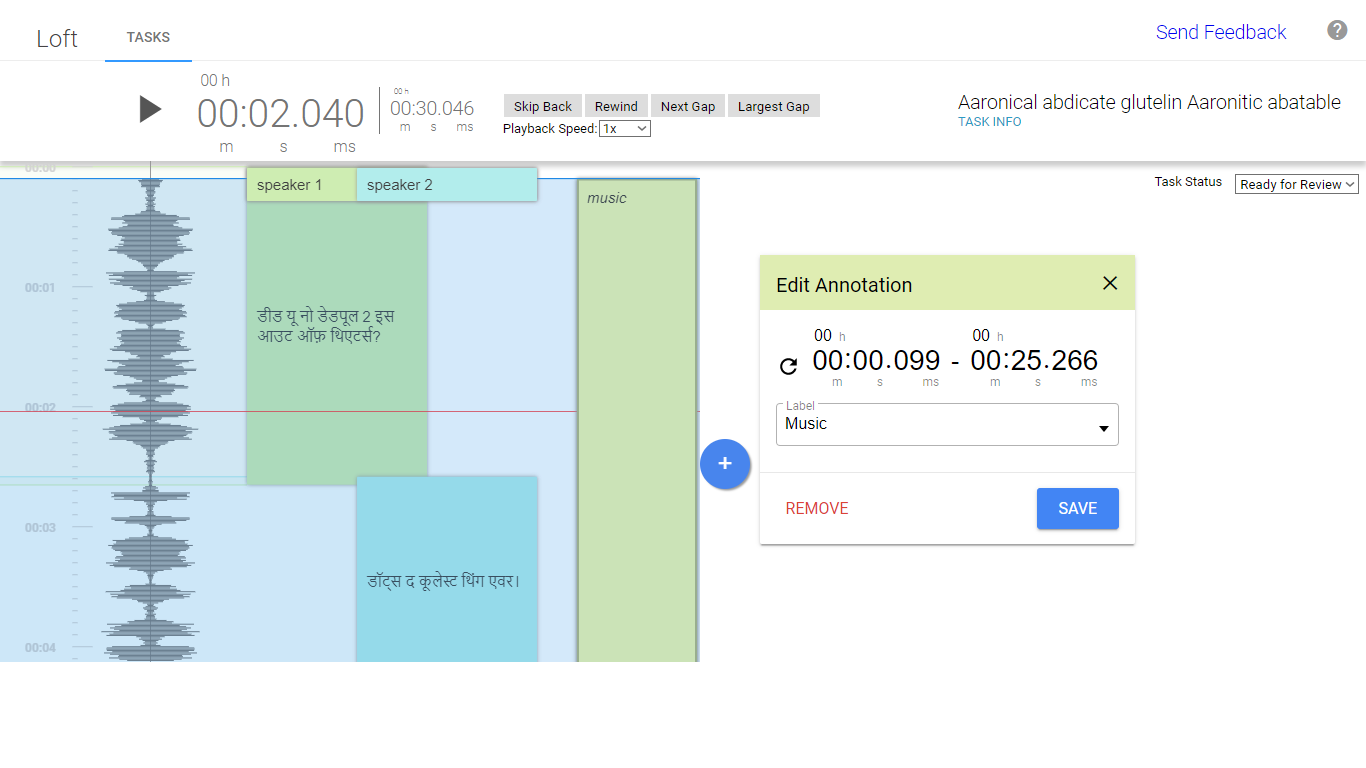 Loft
TASKS
Send Feedback
?
00 h
00:02.040
m s ms
00 h
00:30.046
m s ms
Skip Back
Rewind
Next Gap
Largest Gap
Playback Speed: 1x
Aaronical abdicate glutelin Aaronitic abatable
TASK INFO
00:00
speaker 1
speaker 2
music
Task Status
Ready for Review
00:01
डीड यू नो डेडपूल 2 इस
आउट ऑफ़ थिएटर्स?
00:02
00:03
डॉट्स द कूलेस्ट थिंग एवर।
00:04
+
Edit Annotation
00 h
00:00.099
m s ms
-
00 h
00:25.266
m s ms
Label
Music
REMOVE
SAVE